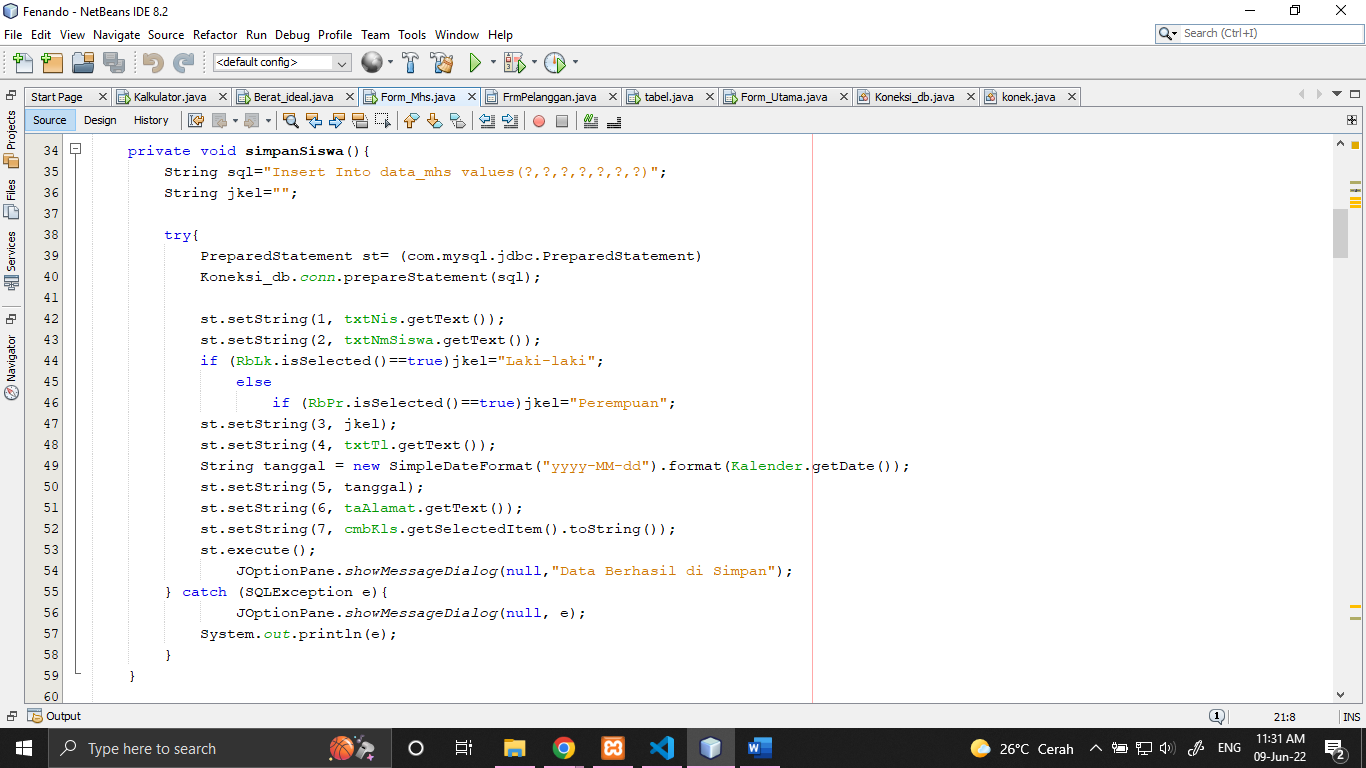 Fenando - NetBeans IDE 8.2
File Edit View Navigate Source Refactor Run Debug Profile Team Tools Window Help
Search (Ctrl+I)
<default config>
Start Page Kalkulator.java Berat_ideal.java Form_Mhs.java FrmPelanggan.java tabel.java Form_Utama.java Koneksi_db.java konek.java
Source Design History
Projects
Files
Services
Navigator
34 private void simpanSiswa(){
35 String sql="Insert Into data_mhs values(?,?,?,?,?,?,?)";
36 String jkel="";
37
38 try{
39 PreparedStatement st= (com.mysql.jdbc.PreparedStatement)
40 Koneksi_db.conn.prepareStatement(sql);
41
42 st.setString(1, txtNis.getText());
43 st.setString(2, txtNmSiswa.getText());
44 if (RbLk.isSelected()==true)jkel="Laki-laki";
45 else
46 if (RbPr.isSelected()==true)jkel="Perempuan";
47 st.setString(3, jkel);
48 st.setString(4, txtTl.getText());
49 String tanggal = new SimpleDateFormat("yyyy-MM-dd").format(Kalender.getDate());
50 st.setString(5, tanggal);
51 st.setString(6, taAlamat.getText());
52 st.setString(7, cmbKls.getSelectedItem().toString());
53 st.execute();
54 JOptionPane.showMessageDialog(null,"Data Berhasil di Simpan");
55 } catch (SQLException e){
56 JOptionPane.showMessageDialog(null, e);
57 System.out.println(e);
58 }
59 }
60
Output
1
21:8
INS
Type here to search
26°C Cerah
ENG
11:31 AM
09-Jun-22
2